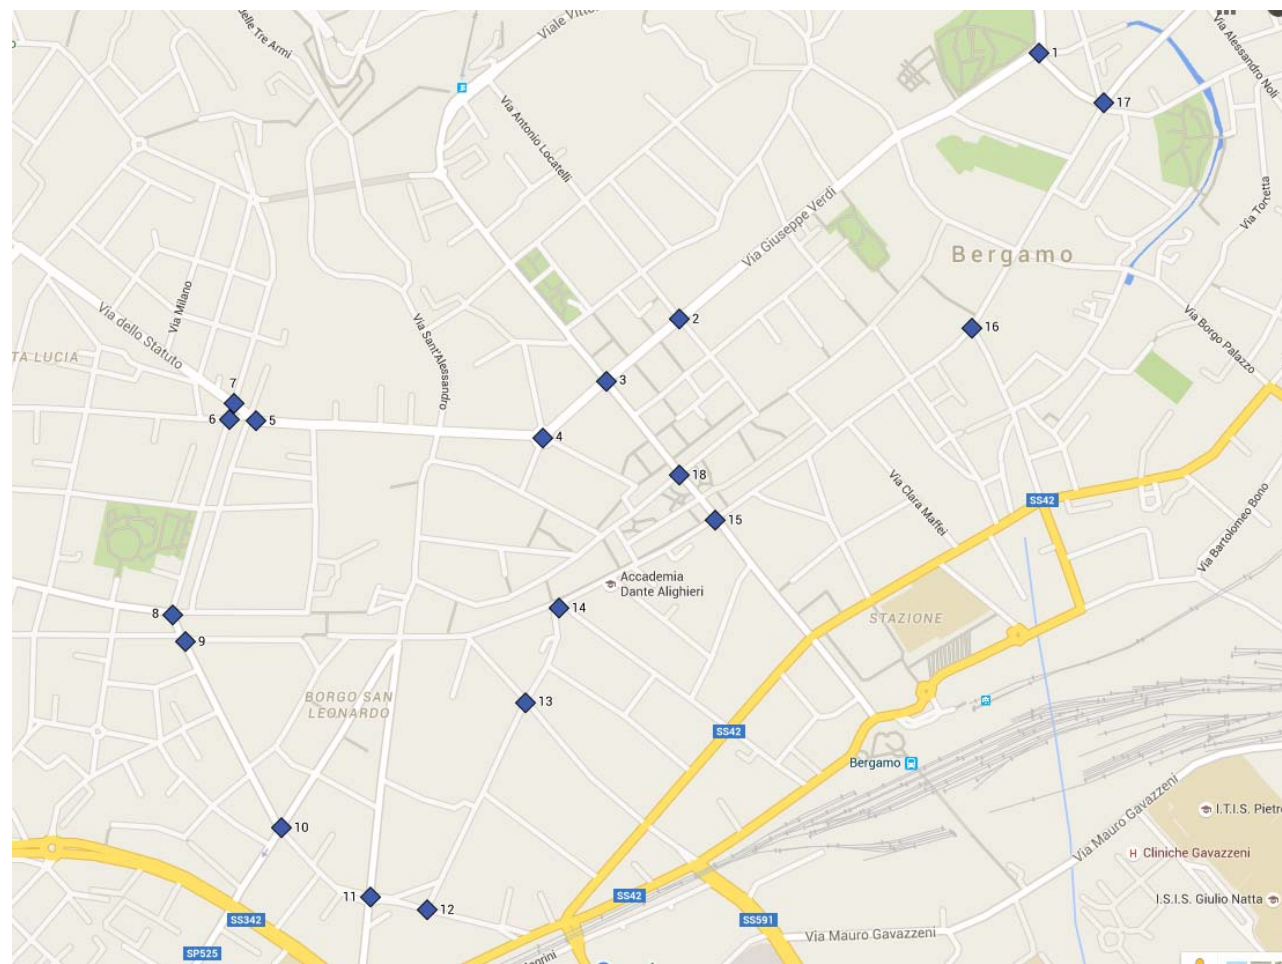 delle Tre Armi
Viale Vitto
Via Alessandro Noli
1
17
Via Antonio Locatelli
Via Torretta
Via Giuseppe Verdi
Bergamo
Via Milano
Via dello Statuto
Via Sant'Alessandro
2
16
Via Borgo Palazzo
TA LUCIA
3
7
6
5
4
18
Via Clara Maffei
SS42
15
Via Bartolomeo Bono
Accademia
Dante Alighieri
14
8
STAZIONE
9
BORGO SAN
LEONARDO
13
SS42
Bergamo
Via Mauro Gavazzeni
I.T.I.S. Pietr
10
H Cliniche Gavazzeni
11
12
SS42
I.S.I.S. Giulio Natta
SS342
SS591
Via Mauro Gavazzeni
SP525